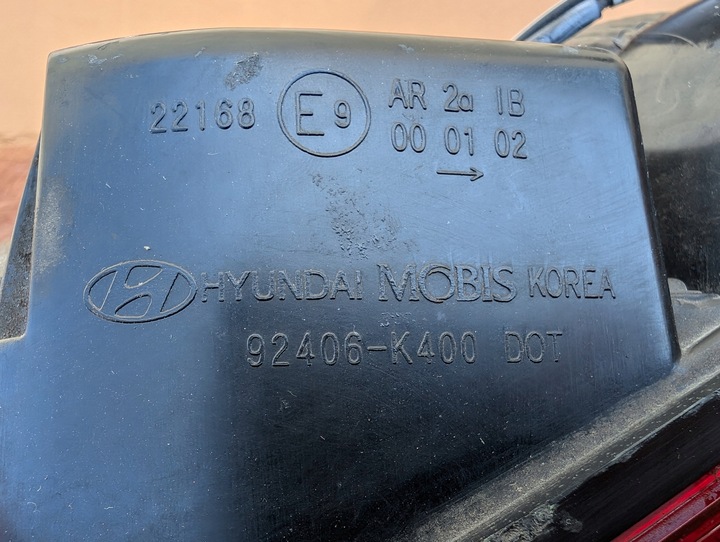 22168 E9 AR 2a IB
00 01 02
HYUNDAI MOBIS KOREA
92406-K400 DOT